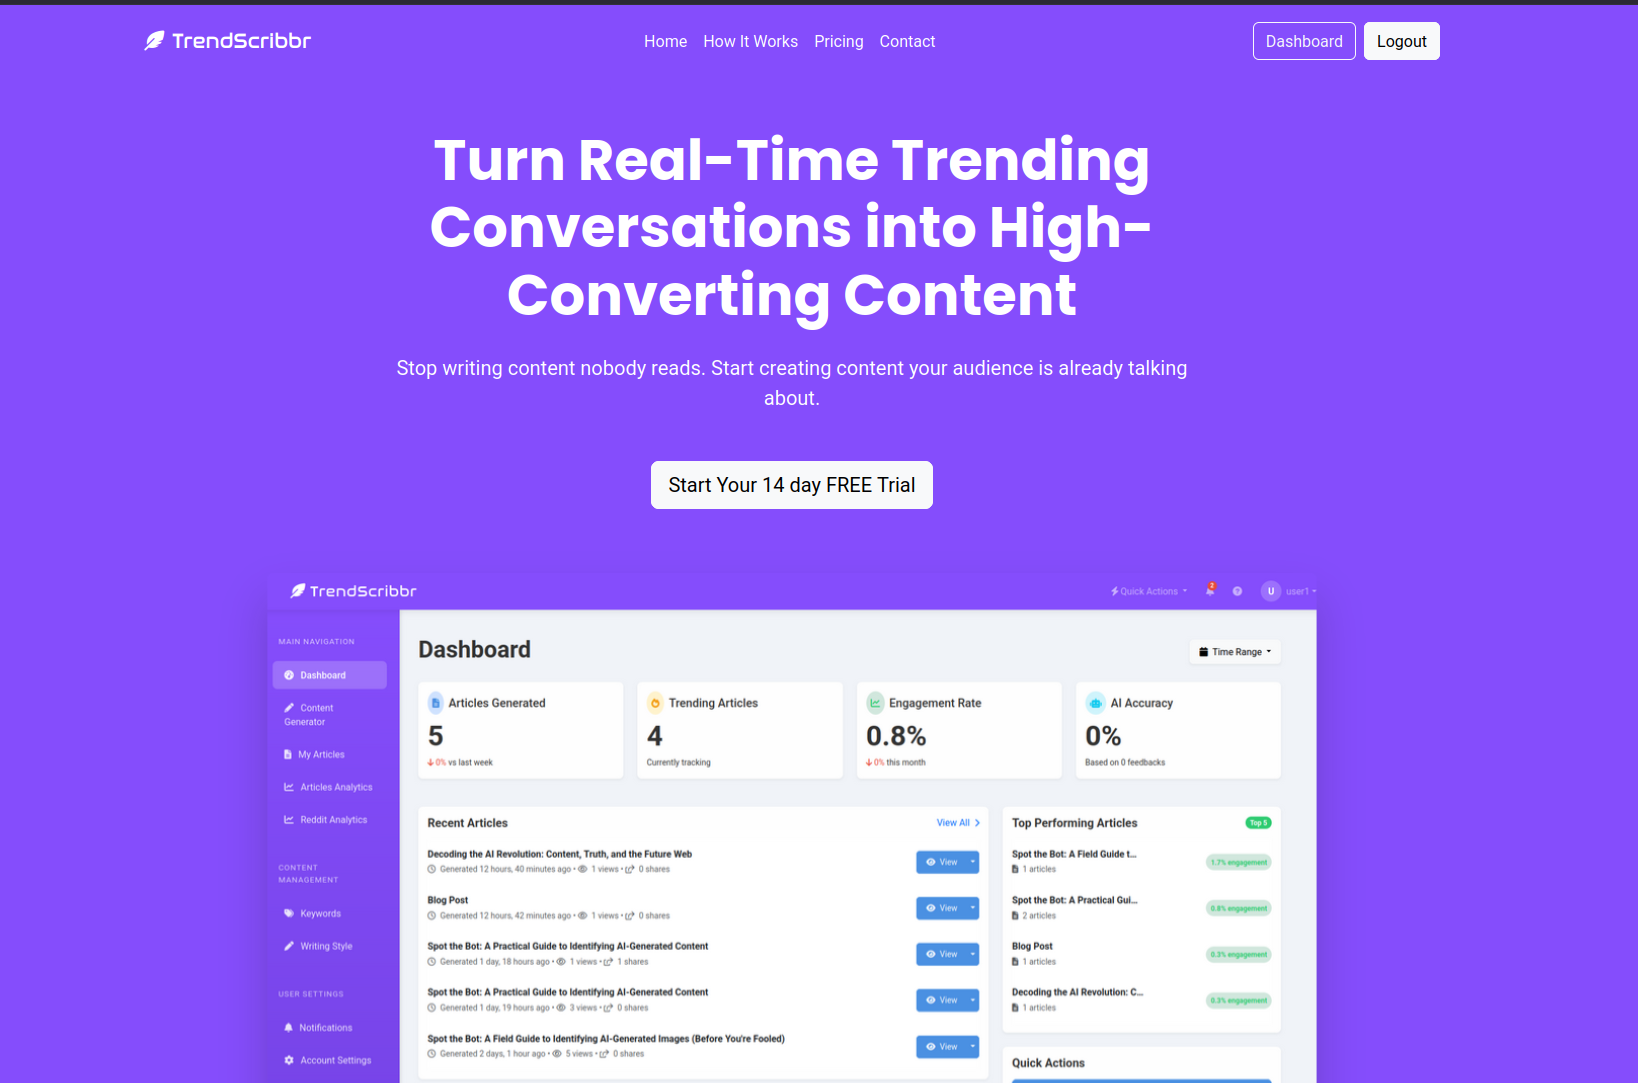 TrendScribbr
Home How It Works Pricing Contact
Dashboard Logout
Turn Real-Time Trending
Conversations into High-
Converting Content
Stop writing content nobody reads. Start creating content your audience is already talking
about.
Start Your 14 day FREE Trial
TrendScribbr
Quick Actions 2 U user1
MAIN NAVIGATION
Dashboard
Content
Generator
My Articles
Articles Analytics
Reddit Analytics
CONTENT
MANAGEMENT
Keywords
Writing Style
USER SETTINGS
Notifications
Account Settings
Dashboard
Time Range
Articles Generated
5
0% vs last week
Trending Articles
4
Currently tracking
Engagement Rate
0.8%
0% this month
AI Accuracy
0%
Based on 0 feedbacks
Recent Articles View All
Decoding the AI Revolution: Content, Truth, and the Future Web
Generated 12 hours, 40 minutes ago • 1 views • 0 shares
View
Blog Post
Generated 12 hours, 42 minutes ago • 1 views • 0 shares
View
Spot the Bot: A Practical Guide to Identifying AI-Generated Content
Generated 1 day, 18 hours ago • 1 views • 1 shares
View
Spot the Bot: A Practical Guide to Identifying AI-Generated Content
Generated 1 day, 19 hours ago • 3 views • 0 shares
View
Spot the Bot: A Field Guide to Identifying AI-Generated Images (Before You're Fooled)
Generated 2 days, 1 hour ago • 5 views • 0 shares
View
Top Performing Articles Top 5
Spot the Bot: A Field Guide t...
1 articles
1.7% engagement
Spot the Bot: A Practical Gui...
2 articles
0.8% engagement
Blog Post
1 articles
0.3% engagement
Decoding the AI Revolution: C...
1 articles
0.3% engagement
Quick Actions